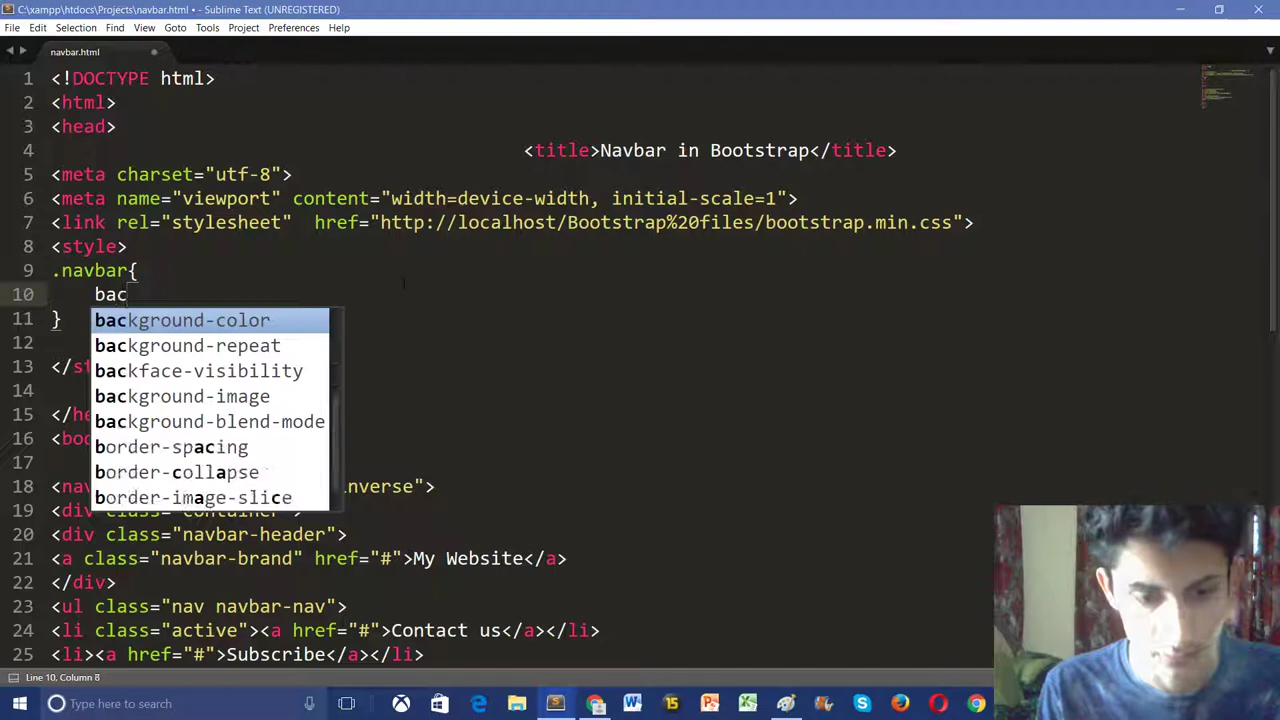 C:\xampp\htdocs\Projects\navbar.html • - Sublime Text (UNREGISTERED)
File Edit Selection Find View Goto Tools Project Preferences Help
navbar.html
1 <!DOCTYPE html>
2 <html>
3 <head>
4 <title>Navbar in Bootstrap</title>
5 <meta charset="utf-8">
6 <meta name="viewport" content="width=device-width, initial-scale=1">
7 <link rel="stylesheet" href="http://localhost/Bootstrap%20files/bootstrap.min.css">
8 <style>
9 .navbar{
10 bac
11 }
background-color
12
background-repeat
13 </st
backface-visibility
14
background-image
15 </he
background-blend-mode
16 <bo
border-spacing
17
border-collapse
18 <na inverse">
border-image-slice
19 <div class="container">
20 <div class="navbar-header">
21 <a class="navbar-brand" href="#">My Website</a>
22 </div>
23 <ul class="nav navbar-nav">
24 <li class="active"><a href="#">Contact us</a></li>
25 <li><a href="#">Subscribe</a></li>
Line 10, Column 8
Type here to search